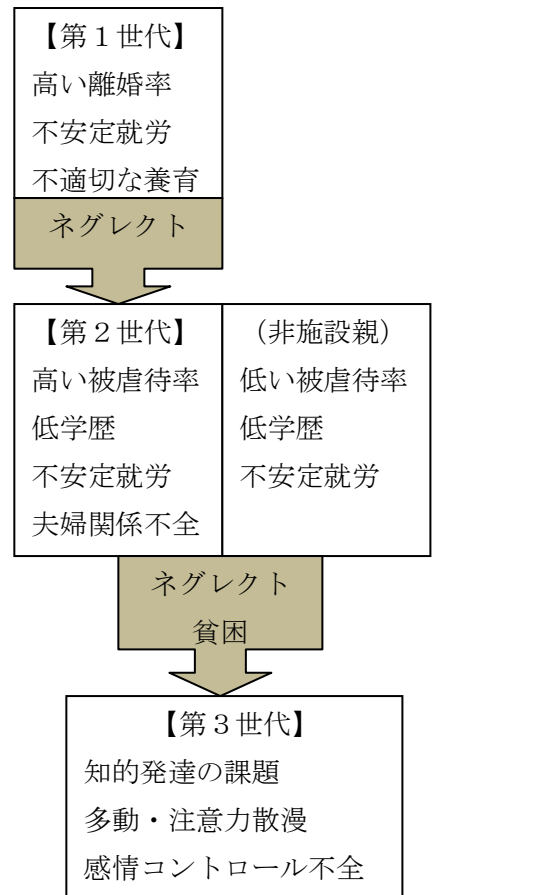 【第１世代】
高い離婚率
不安定就労
不適切な養育
ネグレクト
【第２世代】
高い被虐待率
低学歴
不安定就労
夫婦関係不全
（非施設親）
低い被虐待率
低学歴
不安定就労
ネグレクト
貧困
【第３世代】
知的発達の課題
多動・注意力散漫
感情コントロール不全